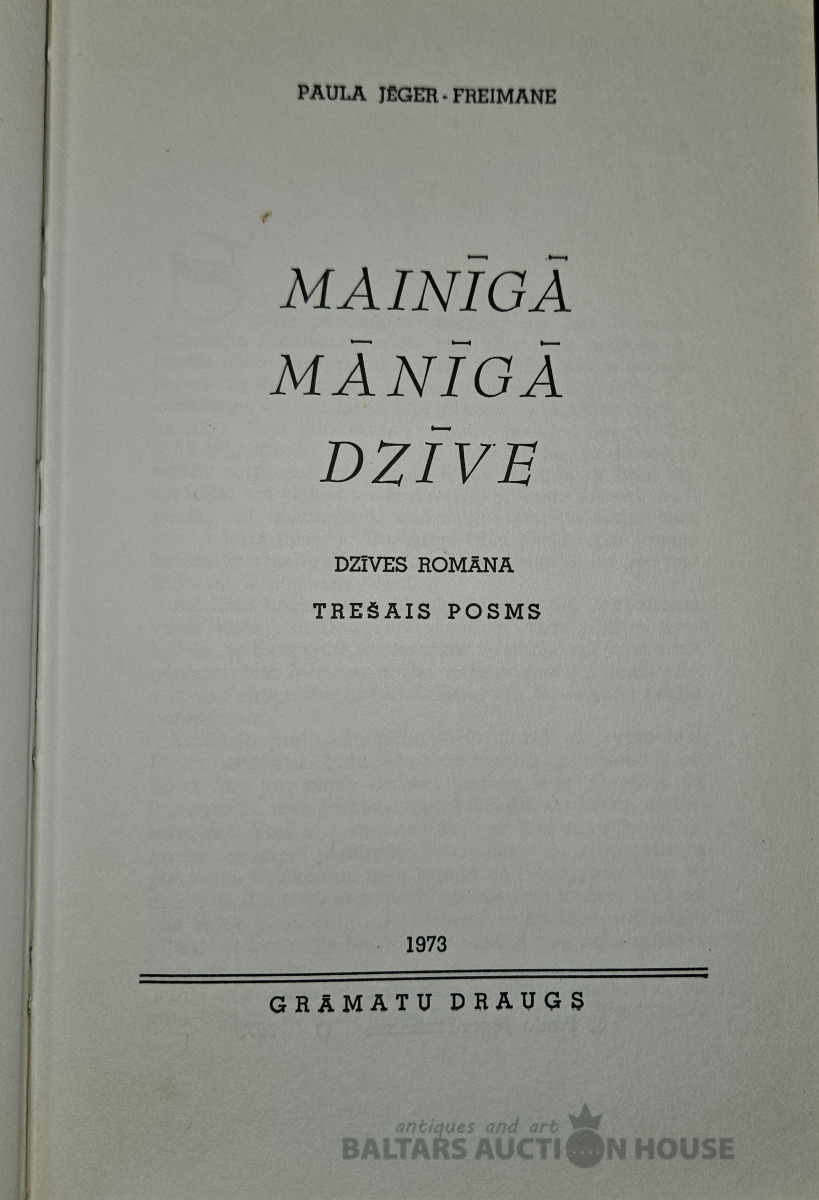 PAULA JĒGER-FREIMANE
MAINĪGĀ
MĀNĪGĀ
DZĪVE
DZĪVES ROMĀNA
TREŠAIS POSMS
1973
GRĀMATU DRAUGS
antiques and art
BALTARS AUCTION HOUSE